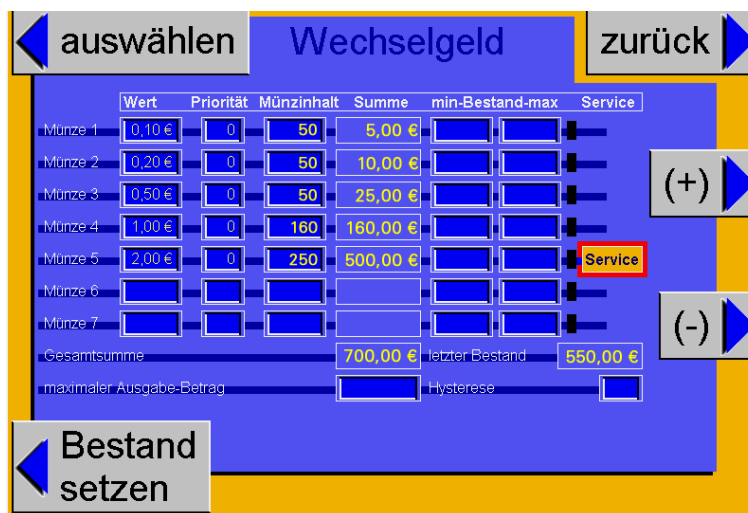 auswählen Wechselgeld zurück
Wert Priorität Münzinhalt Summe min-Bestand-max Service
Münze 1 0,10 € 0 50 5,00 €
Münze 2 0,20 € 0 50 10,00 €
Münze 3 0,50 € 0 50 25,00 €
(+)
Münze 4 1,00 € 0 160 160,00 €
Münze 5 2,00 € 0 250 500,00 € Service
Münze 6
Münze 7
(-)
Gesamtsumme 700,00 € letzter Bestand 550,00 €
maximaler Ausgabe-Betrag Hysterese
Bestand
setzen